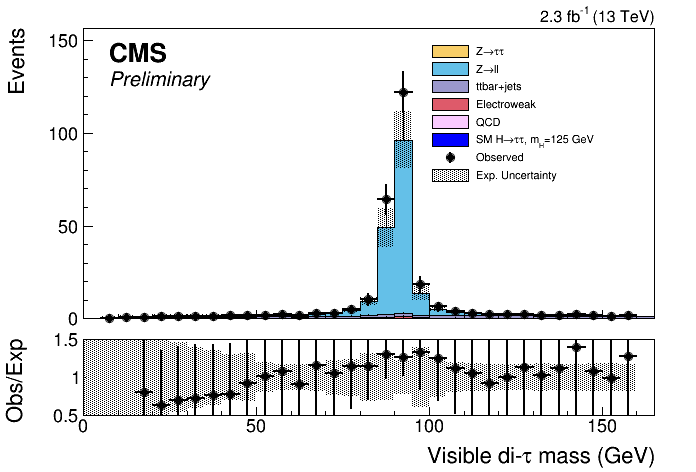 2.3 fb⁻¹ (13 TeV)
Events
150
100
50
0
CMS
Preliminary
Z→ττ
Z→ll
ttbar+jets
Electroweak
QCD
SM H→ττ, m_H=125 GeV
Observed
Exp. Uncertainty
Obs/Exp
1.5
1
0.5
0 50 100 150
Visible di-τ mass (GeV)